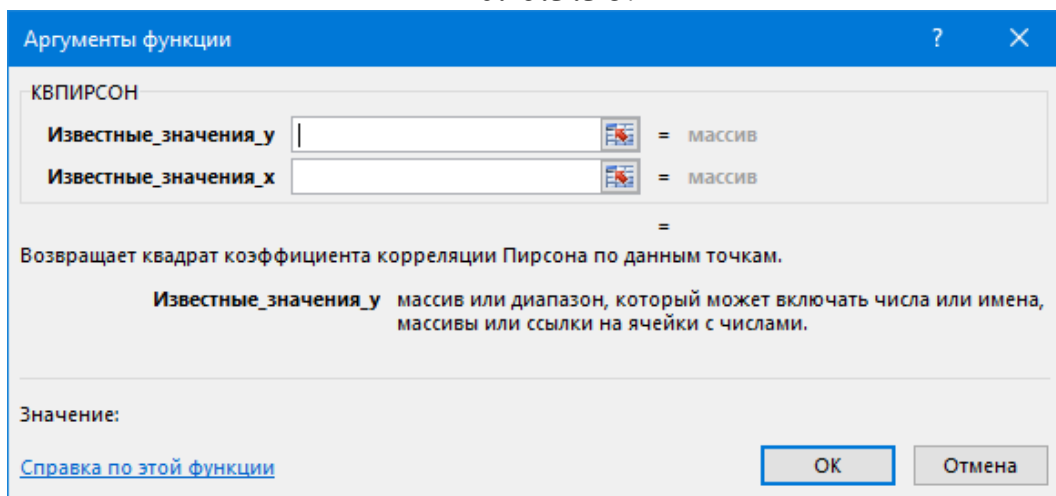 Аргументы функции ? ×
КВПИРСОН
Известные_значения_y = массив
Известные_значения_x = массив
=
Возвращает квадрат коэффициента корреляции Пирсона по данным точкам.
Известные_значения_y массив или диапазон, который может включать числа или имена,
массивы или ссылки на ячейки с числами.
Значение:
Справка по этой функции ОК Отмена